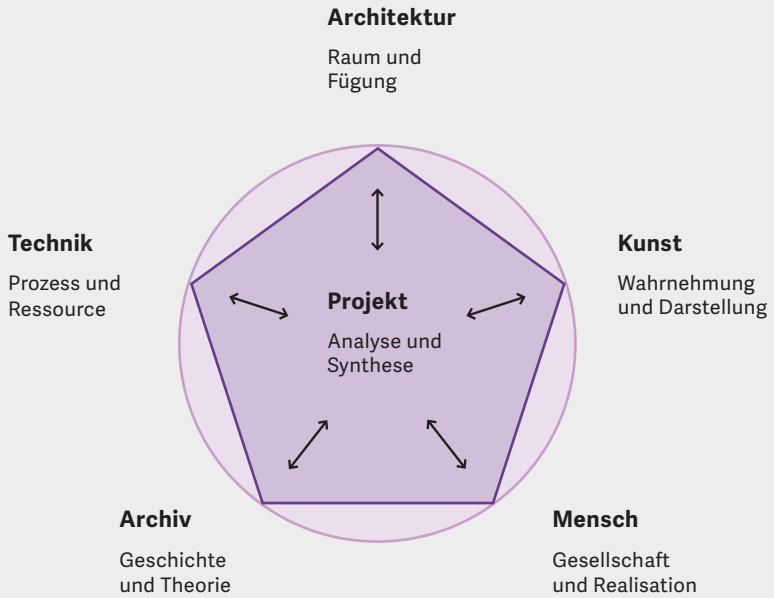 Architektur
Raum und
Fügung
Technik
Prozess und
Ressource
Kunst
Wahrnehmung
und Darstellung
Projekt
Analyse und
Synthese
Archiv
Geschichte
und Theorie
Mensch
Gesellschaft
und Realisation